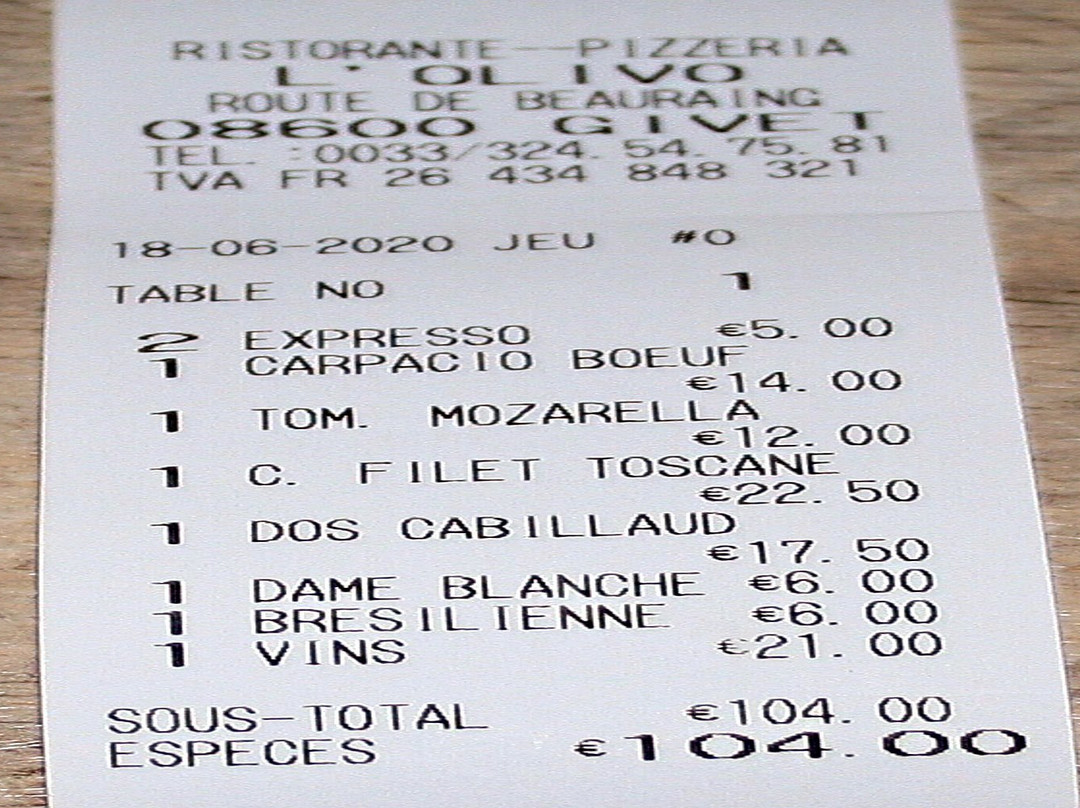 RISTORANTE--PIZZERIA
L'OLIVO
ROUTE DE BEAURAING
08600 GIVET
TEL. :0033/324. 54. 75. 81
TVA FR 26 434 848 321
18-06-2020 JEU #0
TABLE NO 1
2 EXPRESSO €5. 00
1 CARPACIO BOEUF
€14. 00
1 TOM. MOZARELLA
€12. 00
1 C. FILET TOSCANE
€22. 50
1 DOS CABILLAUD
€17. 50
1 DAME BLANCHE €6. 00
1 BRESILIENNE €6. 00
1 VINS €21. 00
SOUS-TOTAL €104. 00
ESPECES €104. 00